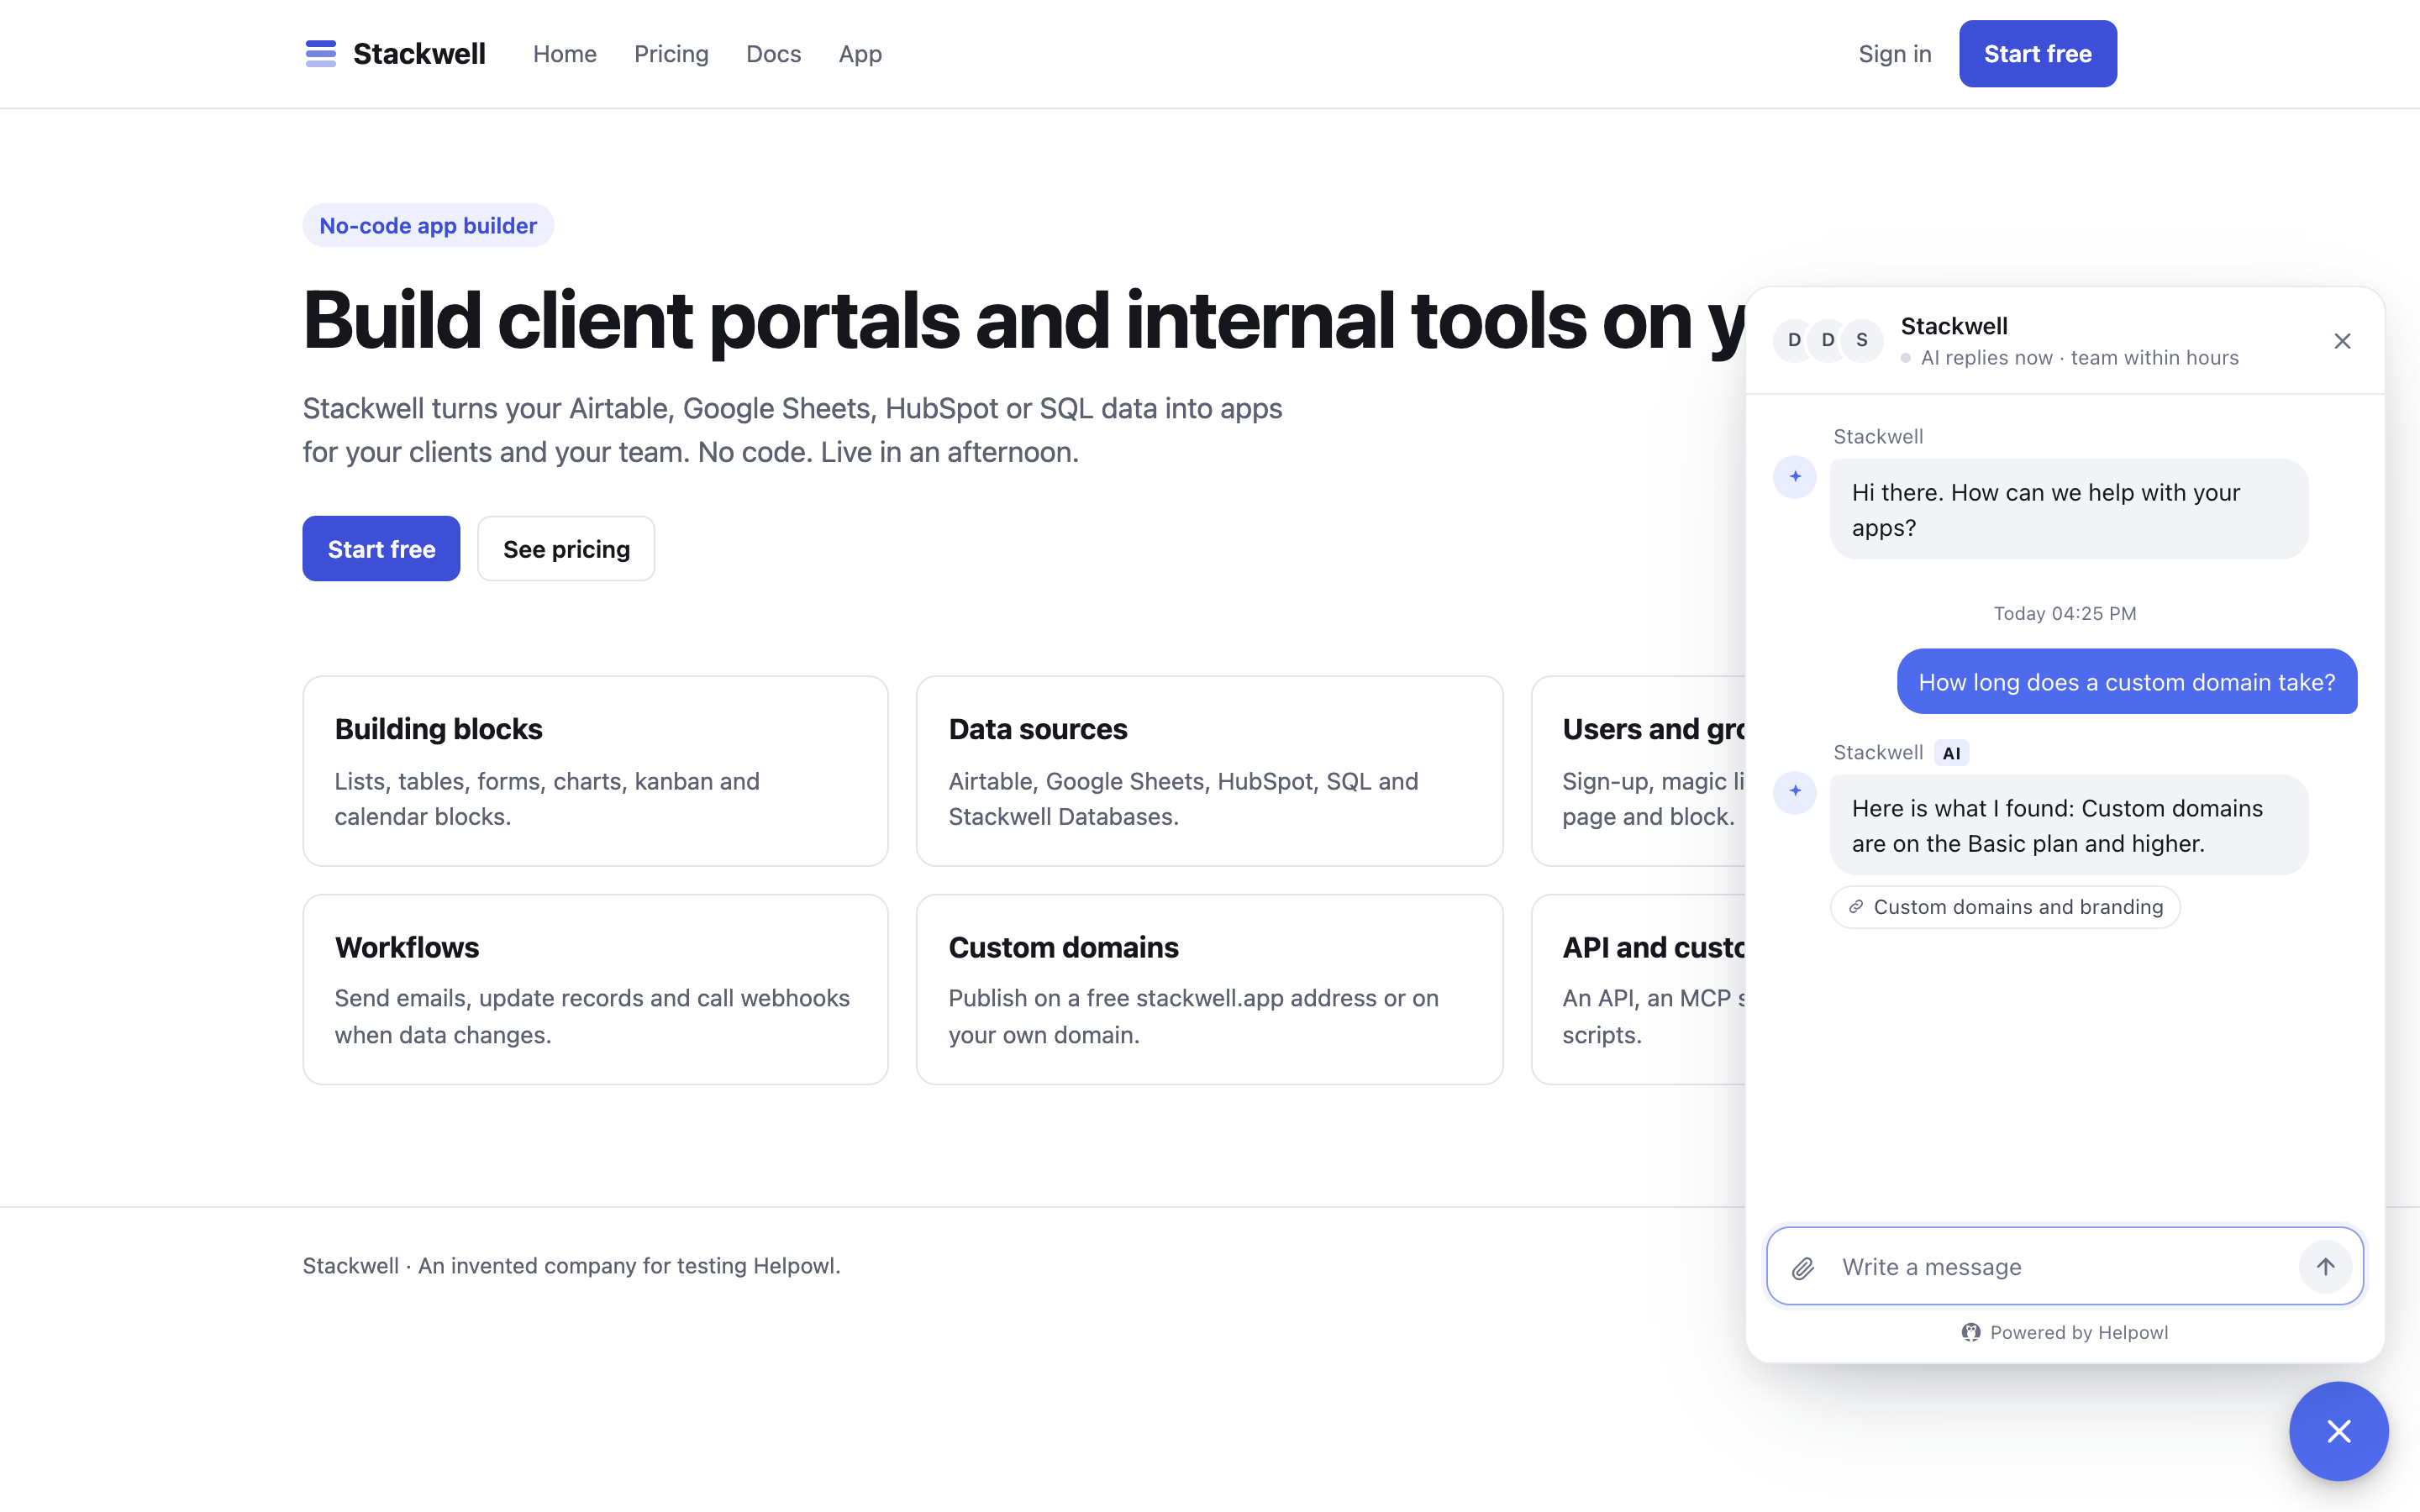 Stackwell
Home Pricing Docs App
Sign in
Start free
No-code app builder
Build client portals and internal tools on y
Stackwell turns your Airtable, Google Sheets, HubSpot or SQL data into apps
for your clients and your team. No code. Live in an afternoon.
Start free
See pricing
Building blocks
Lists, tables, forms, charts, kanban and
calendar blocks.
Data sources
Airtable, Google Sheets, HubSpot, SQL and
Stackwell Databases.
Users and gro
Sign-up, magic li
page and block.
Workflows
Send emails, update records and call webhooks
when data changes.
Custom domains
Publish on a free stackwell.app address or on
your own domain.
API and custo
An API, an MCP s
scripts.
Stackwell · An invented company for testing Helpowl.
D D S
Stackwell
AI replies now · team within hours
Stackwell
Hi there. How can we help with your
apps?
Today 04:25 PM
How long does a custom domain take?
Stackwell AI
Here is what I found: Custom domains
are on the Basic plan and higher.
Custom domains and branding
Write a message
Powered by Helpowl